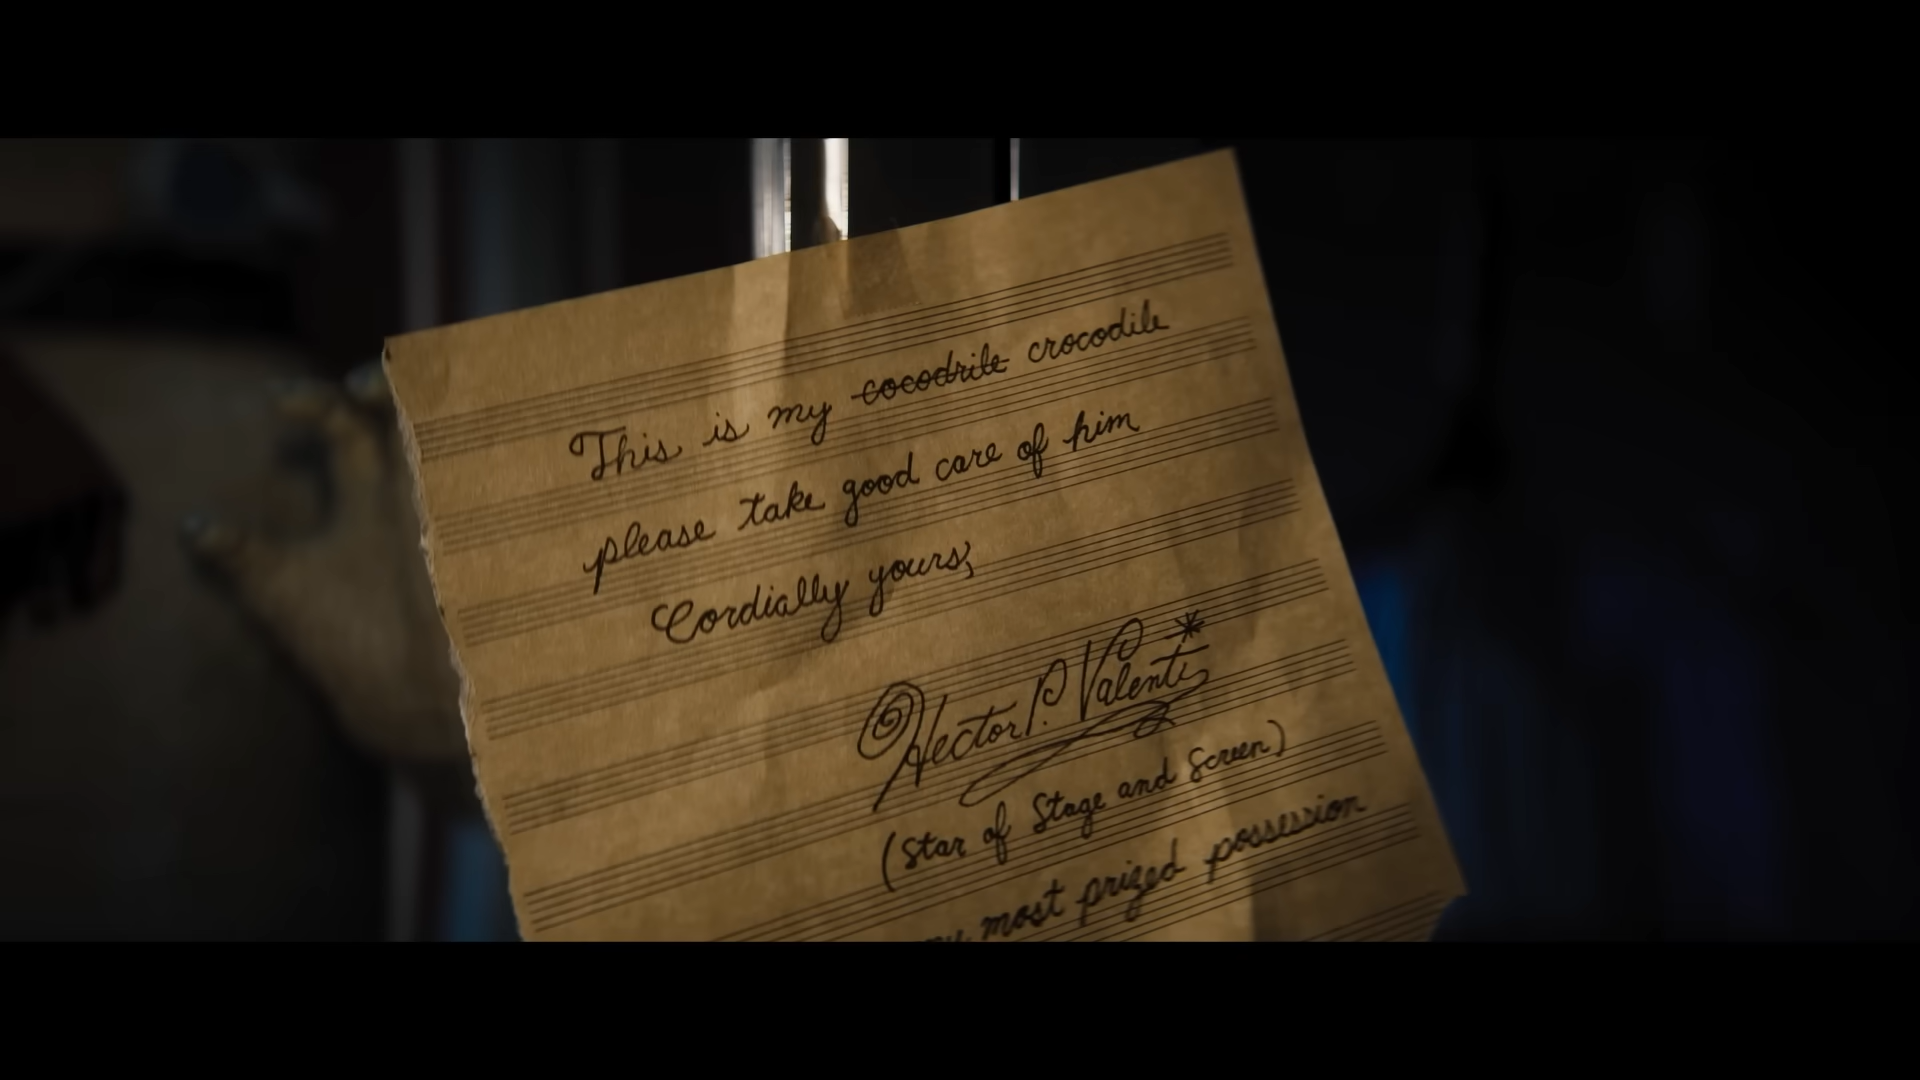 This is my cocodrile crocodile
please take good care of him
Cordially yours,
Hector P. Valenti*
(Star of Stage and Screen)
my most prized possession